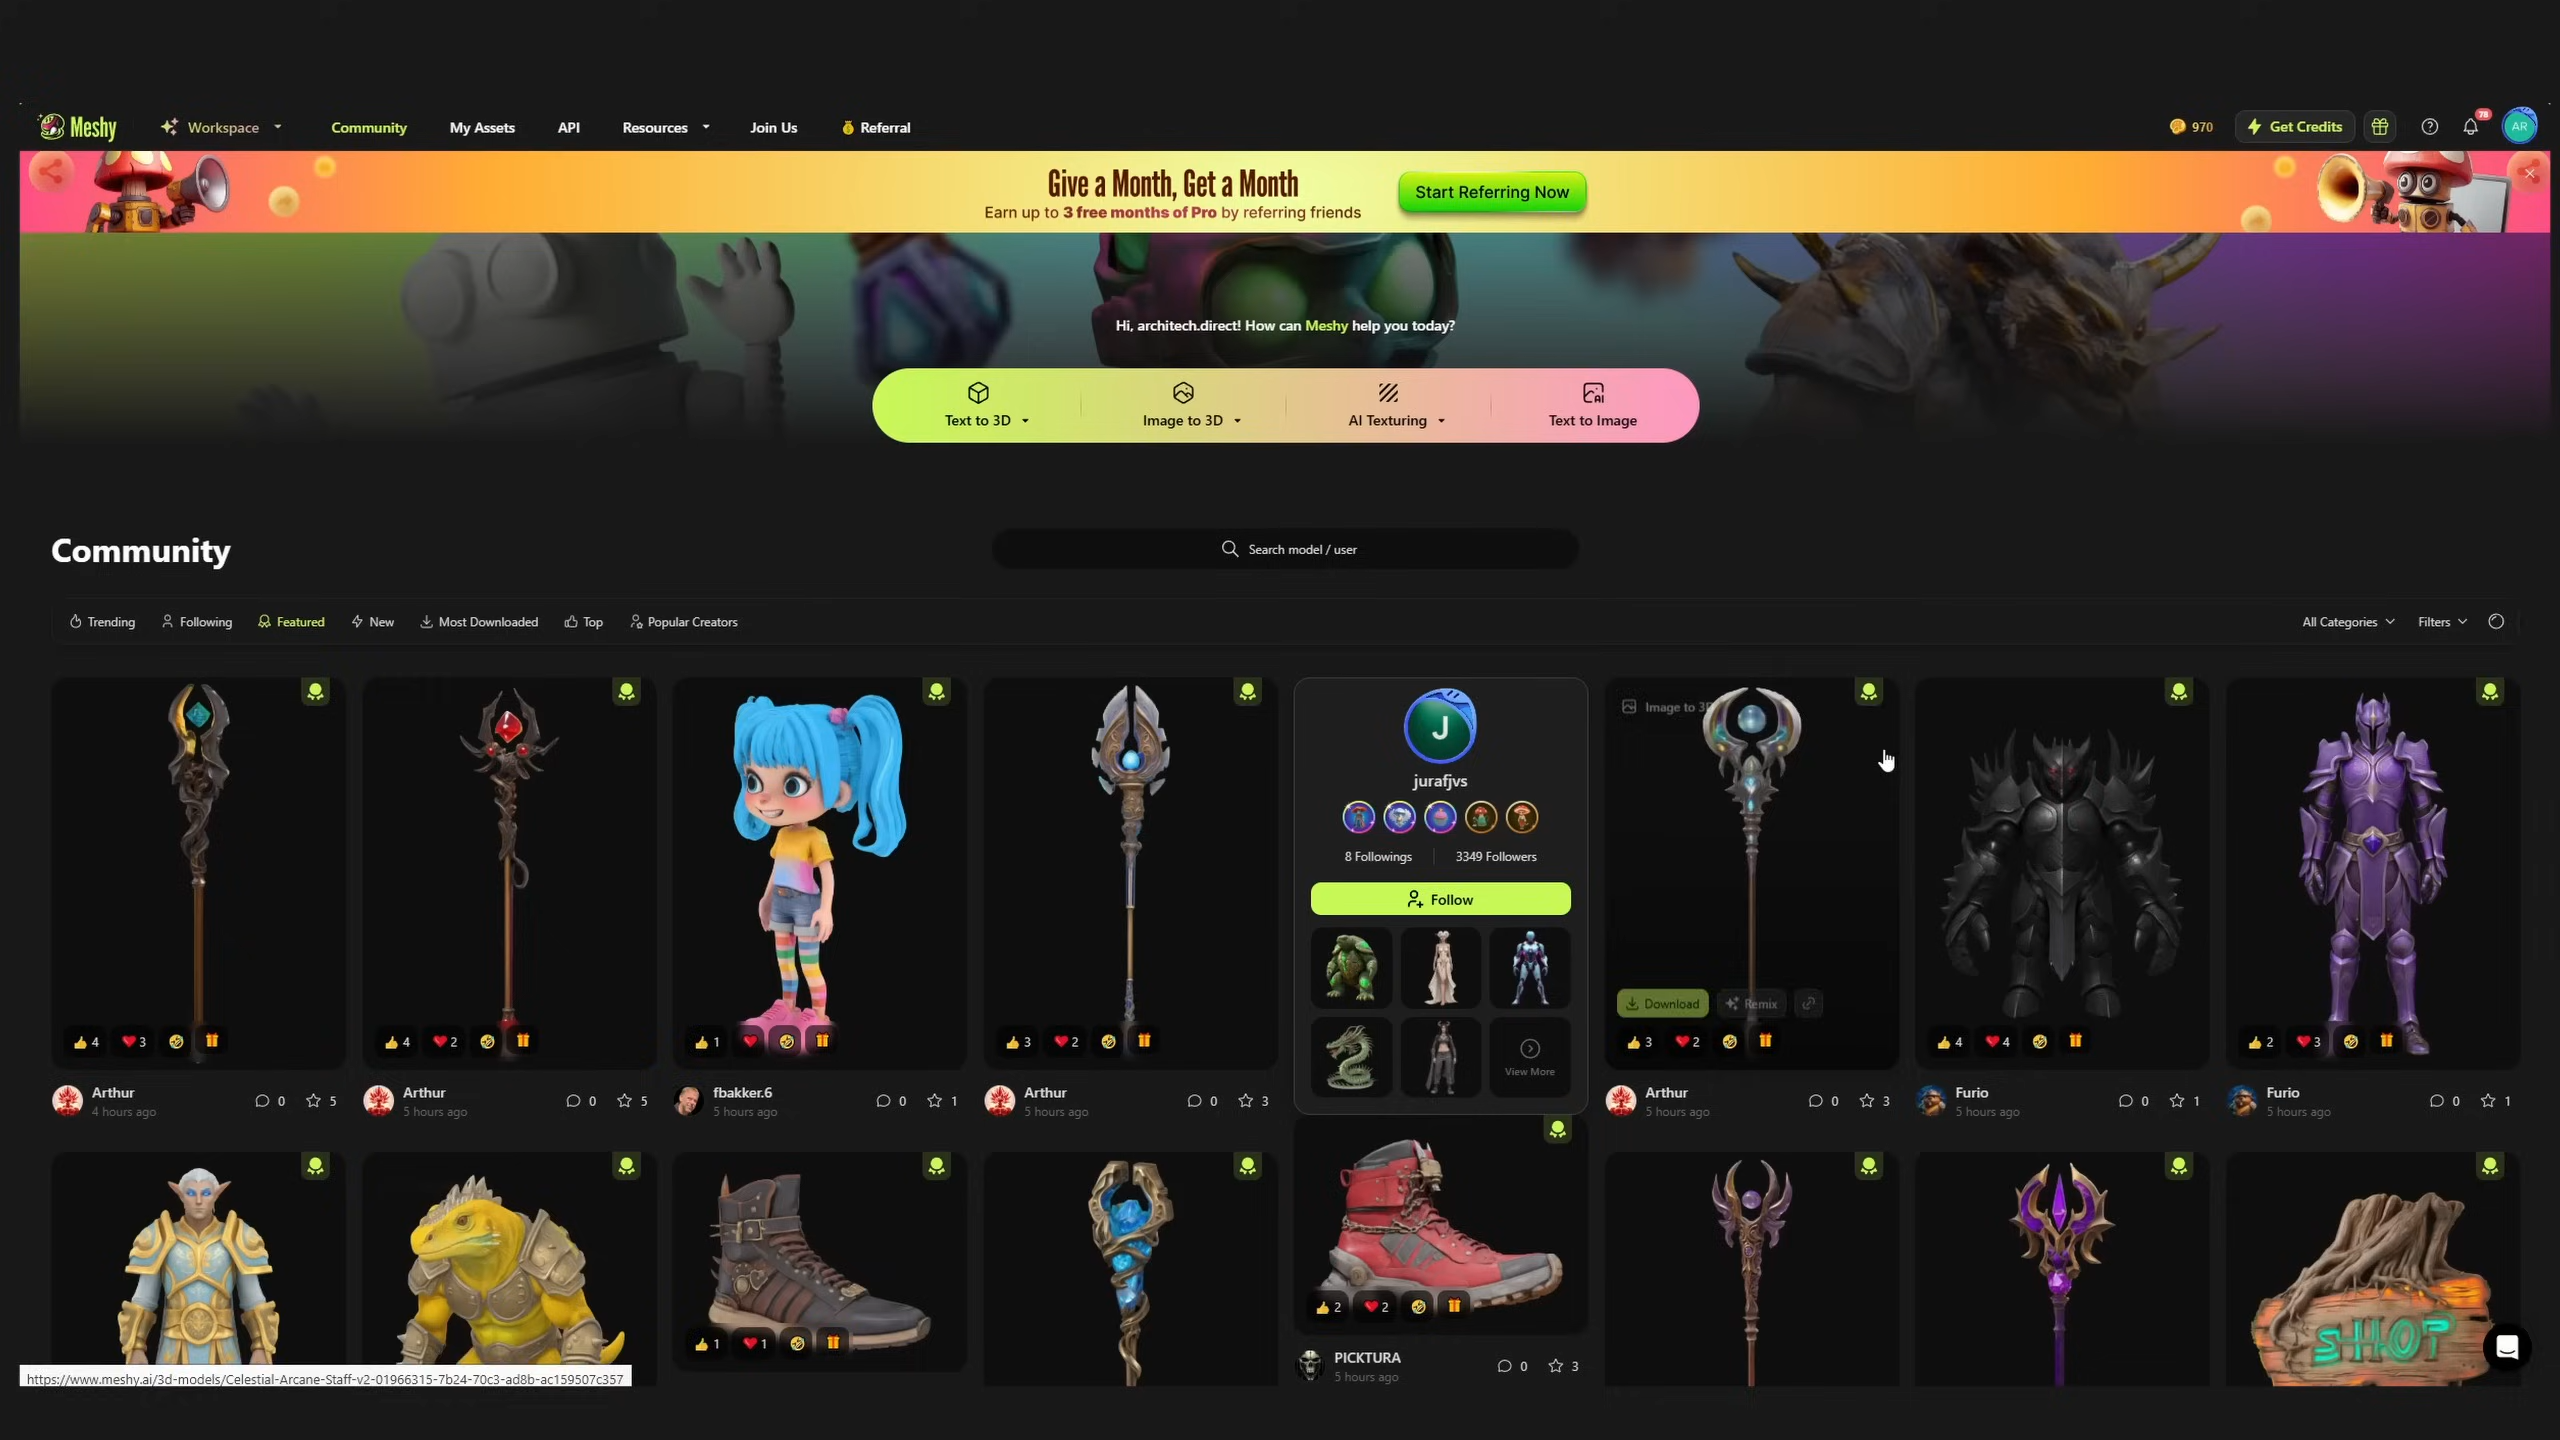 Meshy
Workspace
Community
My Assets
API
Resources
Join Us
Referral
970
Get Credits
78
AR
Give a Month, Get a Month
Earn up to 3 free months of Pro by referring friends
Start Referring Now
Hi, architech.direct! How can Meshy help you today?
Text to 3D
Image to 3D
AI Texturing
AI
Text to Image
Community
Search model / user
Trending
Following
Featured
New
Most Downloaded
Top
Popular Creators
All Categories
Filters
4 3
Arthur
4 hours ago
0 5
4 2
Arthur
5 hours ago
0 5
1
fbakker.6
5 hours ago
0 1
3 2
Arthur
5 hours ago
0 3
J
jurafjvs
8 Followings
3349 Followers
Follow
View More
Image to 3D
Download
Remix
3 2
Arthur
5 hours ago
0 3
4 4
Furio
5 hours ago
0 1
2 3
Furio
5 hours ago
0 1
1 1
2 2
PICKTURA
5 hours ago
0 3
SHOP
https://www.meshy.ai/3d-models/Celestial-Arcane-Staff-v2-01966315-7b24-70c3-ad8b-ac159507c357